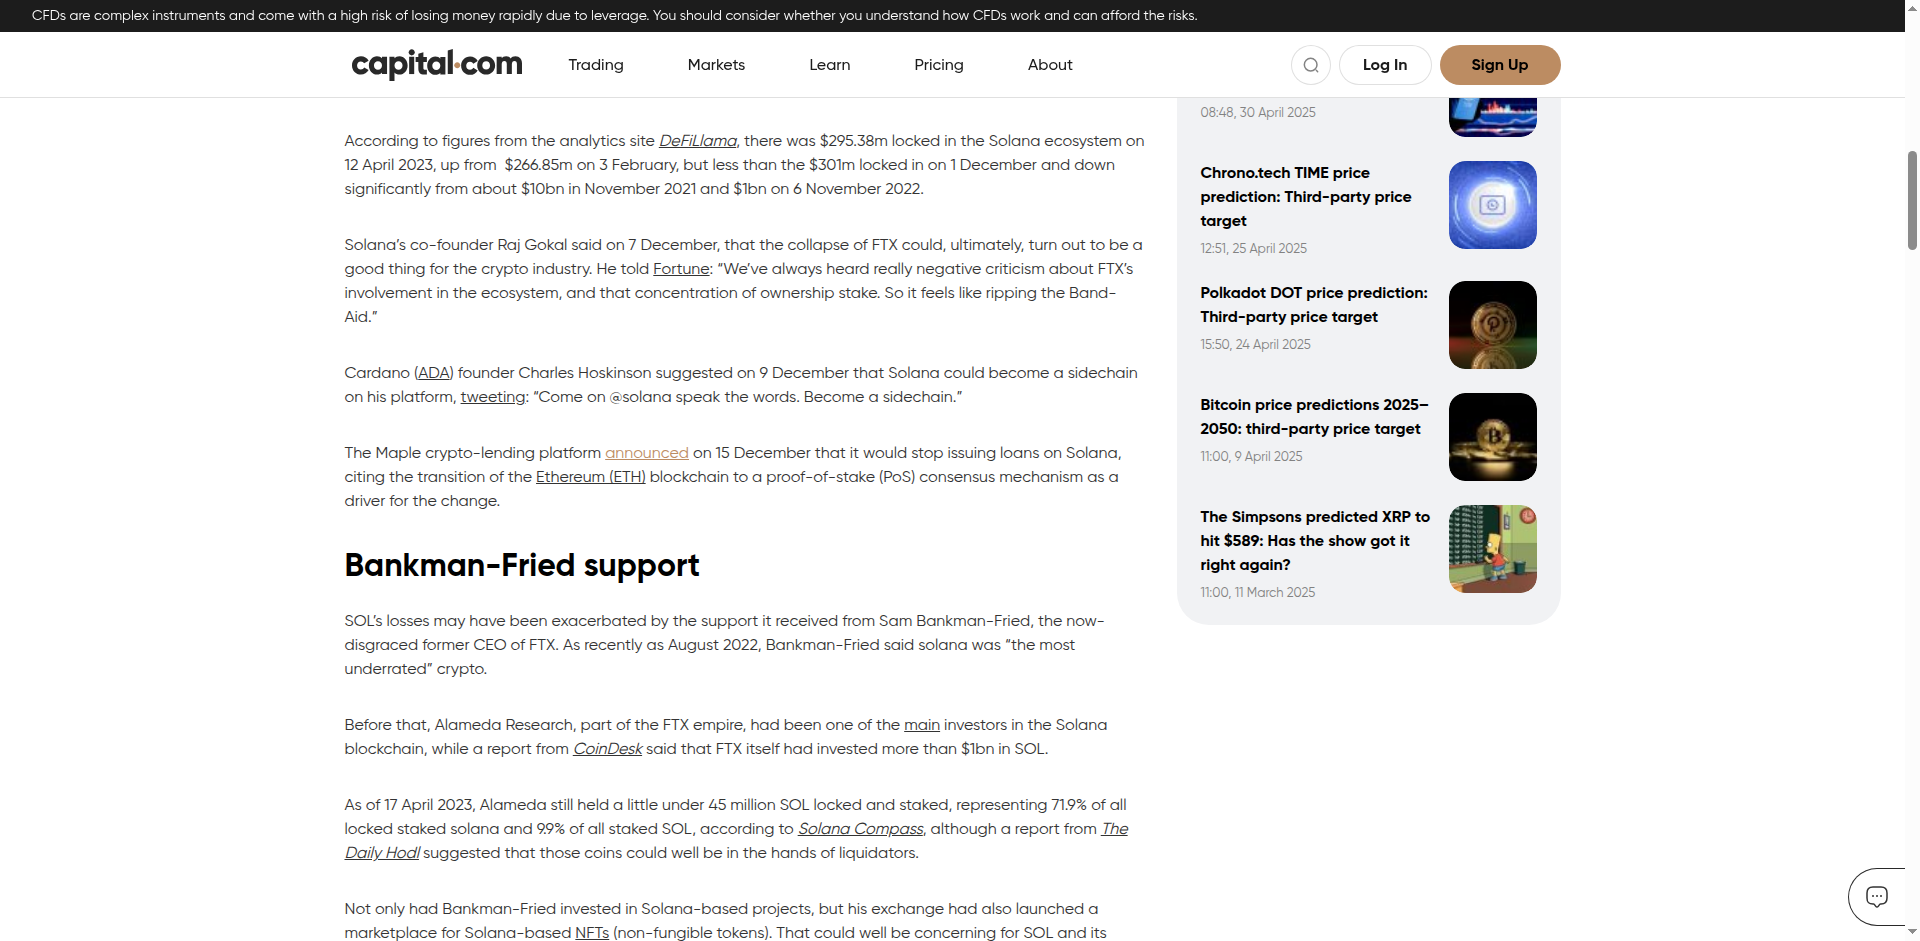 CFDs are complex instruments and come with a high risk of losing money rapidly due to leverage. You should consider whether you understand how CFDs work and can afford the risks.
capital.com
Trading
Markets
Learn
Pricing
About
Log In
Sign Up
According to figures from the analytics site DeFiLlama, there was $295.38m locked in the Solana ecosystem on
12 April 2023, up from $266.85m on 3 February, but less than the $301m locked in on 1 December and down
significantly from about $10bn in November 2021 and $1bn on 6 November 2022.
Solana’s co-founder Raj Gokal said on 7 December, that the collapse of FTX could, ultimately, turn out to be a
good thing for the crypto industry. He told Fortune: “We’ve always heard really negative criticism about FTX’s
involvement in the ecosystem, and that concentration of ownership stake. So it feels like ripping the Band-
Aid.”
Cardano (ADA) founder Charles Hoskinson suggested on 9 December that Solana could become a sidechain
on his platform, tweeting: “Come on @solana speak the words. Become a sidechain.”
The Maple crypto-lending platform announced on 15 December that it would stop issuing loans on Solana,
citing the transition of the Ethereum (ETH) blockchain to a proof-of-stake (PoS) consensus mechanism as a
driver for the change.
Bankman-Fried support
SOL’s losses may have been exacerbated by the support it received from Sam Bankman-Fried, the now-
disgraced former CEO of FTX. As recently as August 2022, Bankman-Fried said solana was “the most
underrated” crypto.
Before that, Alameda Research, part of the FTX empire, had been one of the main investors in the Solana
blockchain, while a report from CoinDesk said that FTX itself had invested more than $1bn in SOL.
As of 17 April 2023, Alameda still held a little under 45 million SOL locked and staked, representing 71.9% of all
locked staked solana and 9.9% of all staked SOL, according to Solana Compass, although a report from The
Daily Hodl suggested that those coins could well be in the hands of liquidators.
Not only had Bankman-Fried invested in Solana-based projects, but his exchange had also launched a
marketplace for Solana-based NFTs (non-fungible tokens). That could well be concerning for SOL and its
08:48, 30 April 2025
Chrono.tech TIME price
prediction: Third-party price
target
12:51, 25 April 2025
Polkadot DOT price prediction:
Third-party price target
15:50, 24 April 2025
Bitcoin price predictions 2025–
2050: third-party price target
11:00, 9 April 2025
The Simpsons predicted XRP to
hit $589: Has the show got it
right again?
11:00, 11 March 2025